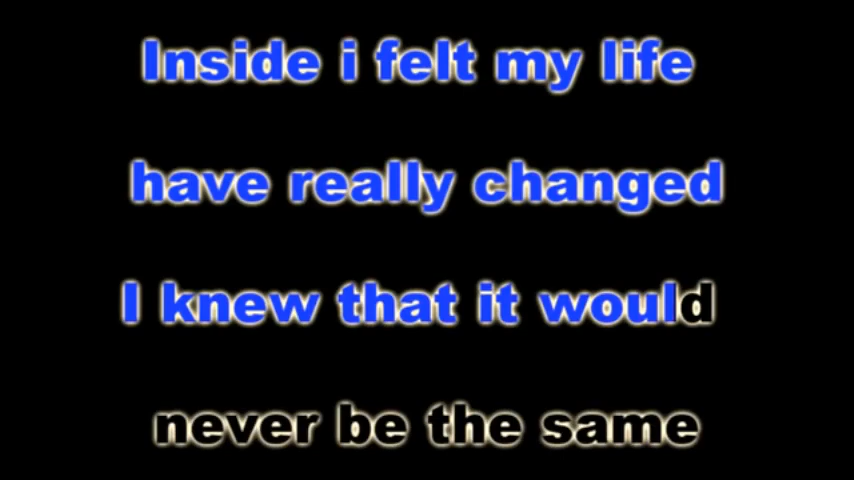 Inside i felt my life
have really changed
I knew that it would
never be the same